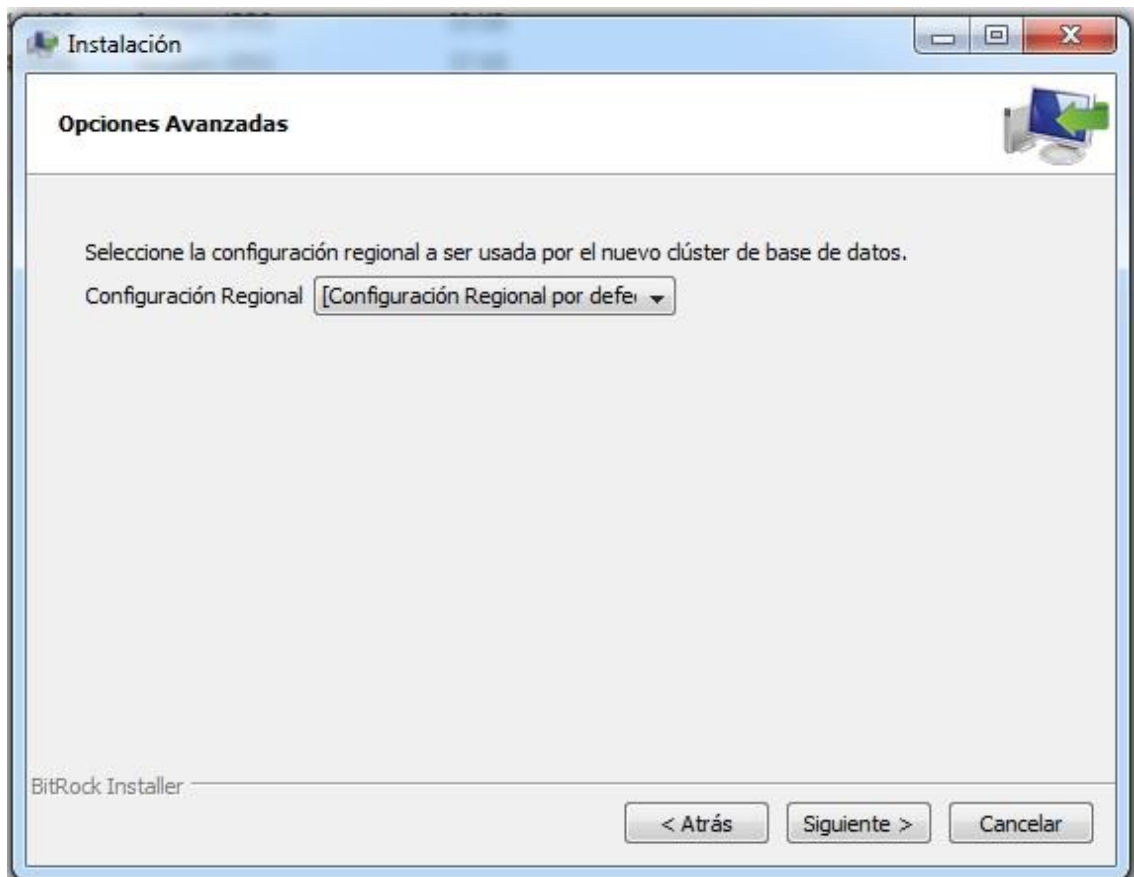 Instalación
Opciones Avanzadas
Seleccione la configuración regional a ser usada por el nuevo clúster de base de datos.
Configuración Regional [Configuración Regional por defe
BitRock Installer
< Atrás Siguiente > Cancelar